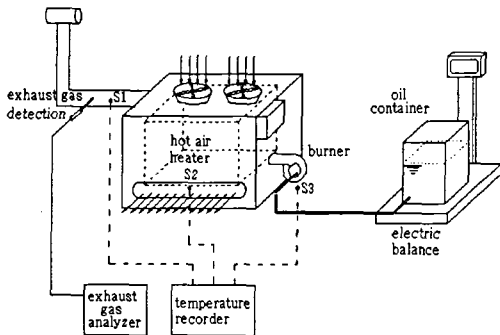 S1
exhaust gas
detection
oil
container
hot air
heater
burner
S2
S3
electric
balance
exhaust
gas
analyzer
temperature
recorder